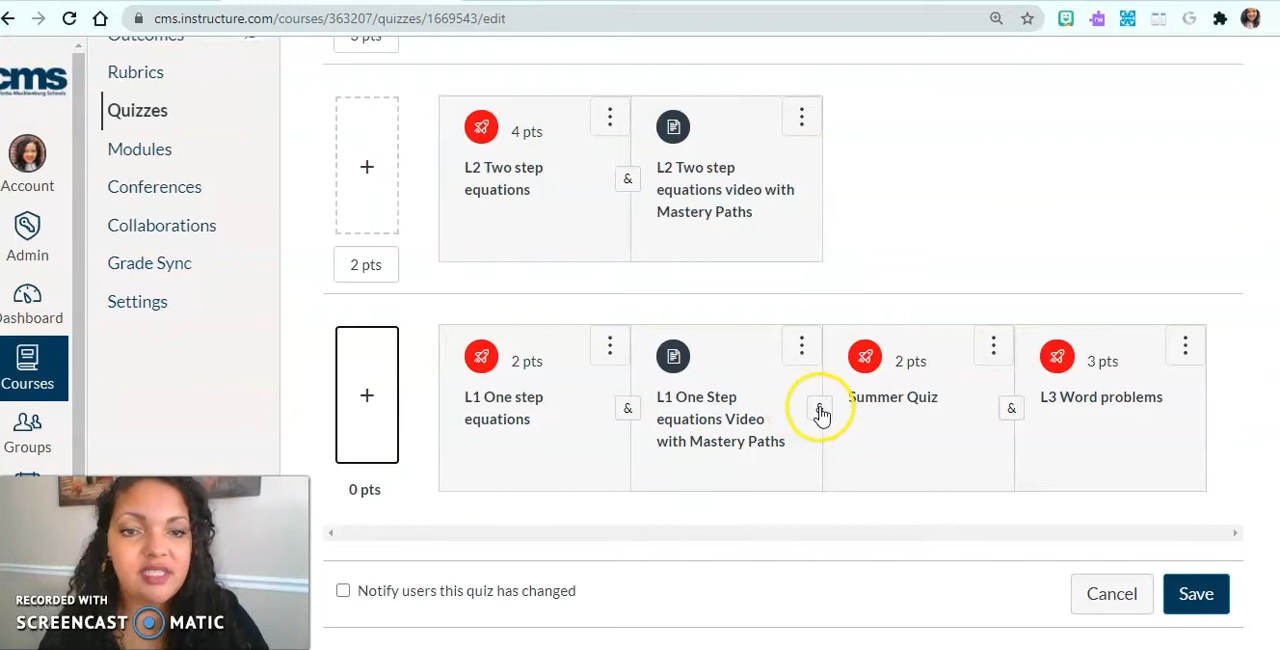 cms.instructure.com/courses/363207/quizzes/1669543/edit
cms
Outcomes
Rubrics
Quizzes
Modules
Conferences
Collaborations
Grade Sync
Settings
Account
Admin
Dashboard
Courses
Groups
+
4 pts
L2 Two step
equations
&
L2 Two step
equations video with
Mastery Paths
2 pts
+
0 pts
2 pts
L1 One step
equations
&
L1 One Step
equations Video
with Mastery Paths
&
2 pts
Summer Quiz
&
3 pts
L3 Word problems
Notify users this quiz has changed
Cancel
Save
RECORDED WITH
SCREENCAST MATIC